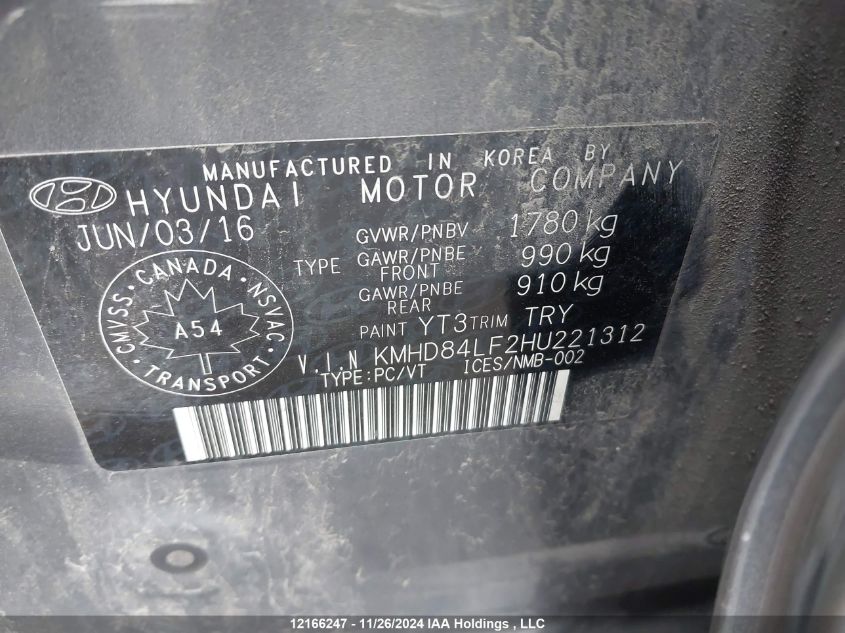 MANUFACTURED IN KOREA BY
HYUNDAI MOTOR COMPANY
JUN/03/16
GVWR/PNBV 1780 kg
TYPE GAWR/PNBE FRONT 990 kg
GAWR/PNBE REAR 910 kg
PAINT YT3 TRIM TRY
V.I.N KMHD84LF2HU221312
TYPE:PC/VT ICES/NMB-002
CANADA
CMVSS NSVAC
A54
TRANSPORT
12166247 - 11/26/2024 IAA Holdings , LLC